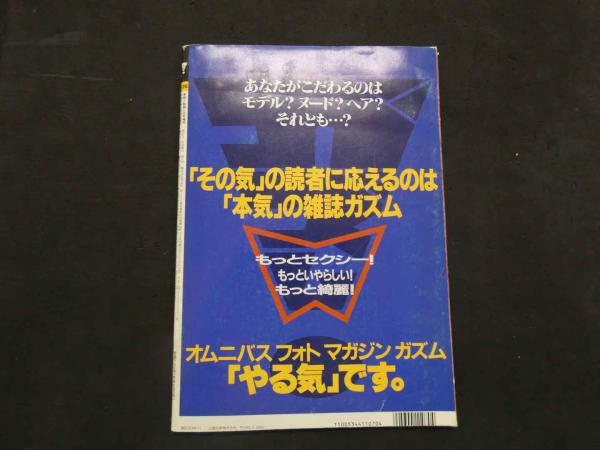 あなたがこだわるのは
モデル?ヌード?ヘア?
それとも…?
「その気」の読者に応えるのは
「本気」の雑誌ガズム
もっとセクシー!
もっといやらしい!
もっと綺麗!
オムニバス フォト マガジン ガズム
「やる気」です。
T1005344110704